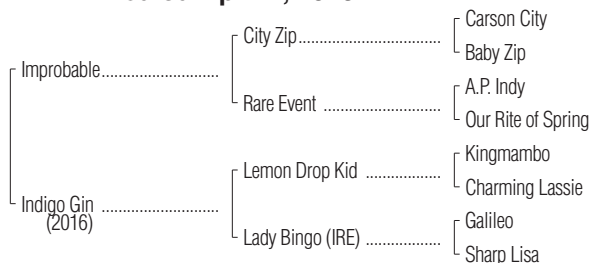 City Zip
Carson City
Baby Zip
Improbable
Rare Event
A.P. Indy
Our Rite of Spring
Indigo Gin
(2016)
Lemon Drop Kid
Kingmambo
Charming Lassie
Lady Bingo (IRE)
Galileo
Sharp Lisa